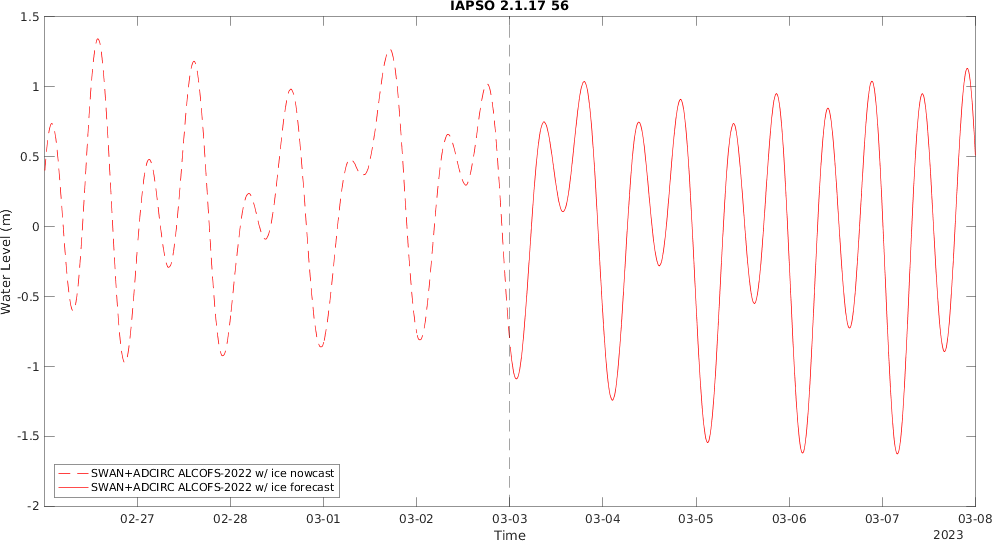 IAPSO 2.1.17 56
1.5
1
0.5
0
-0.5
-1
-1.5
-2
Water Level (m)
SWAN+ADCIRC ALCOFS-2022 w/ ice nowcast
SWAN+ADCIRC ALCOFS-2022 w/ ice forecast
02-27 02-28 03-01 03-02 03-03 03-04 03-05 03-06 03-07 03-08
Time
2023